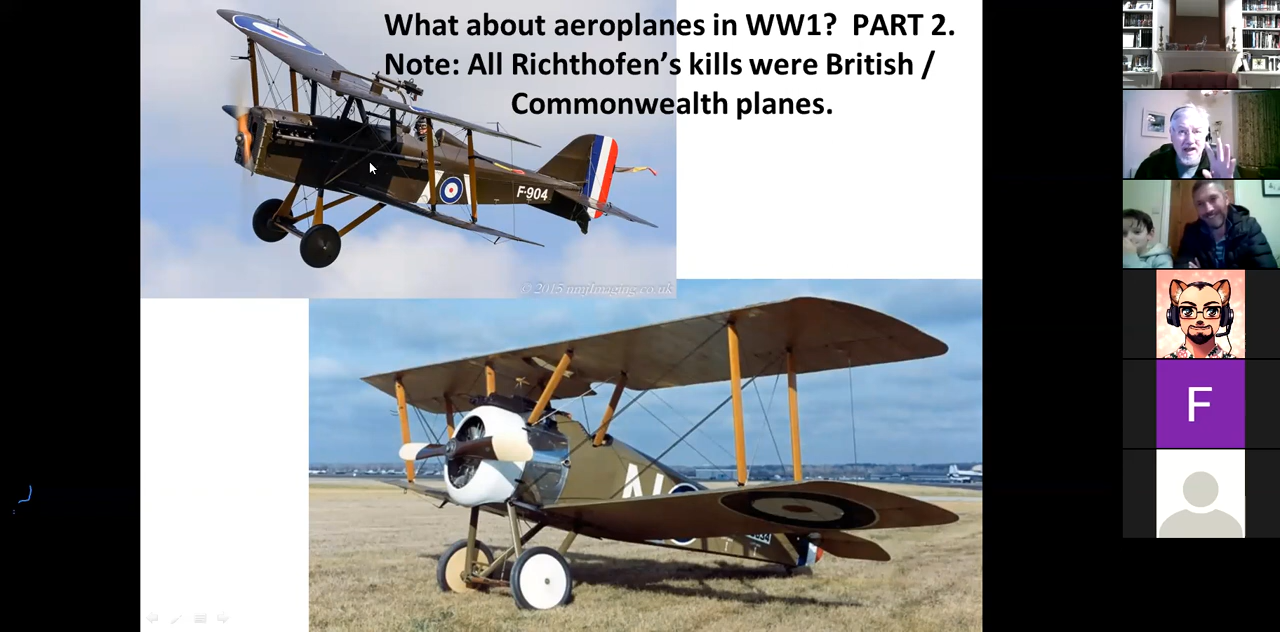 What about aeroplanes in WW1?  PART 2.
Note: All Richthofen’s kills were British /
Commonwealth planes.
F-904
© 2015 nmjImaging.co.uk
F